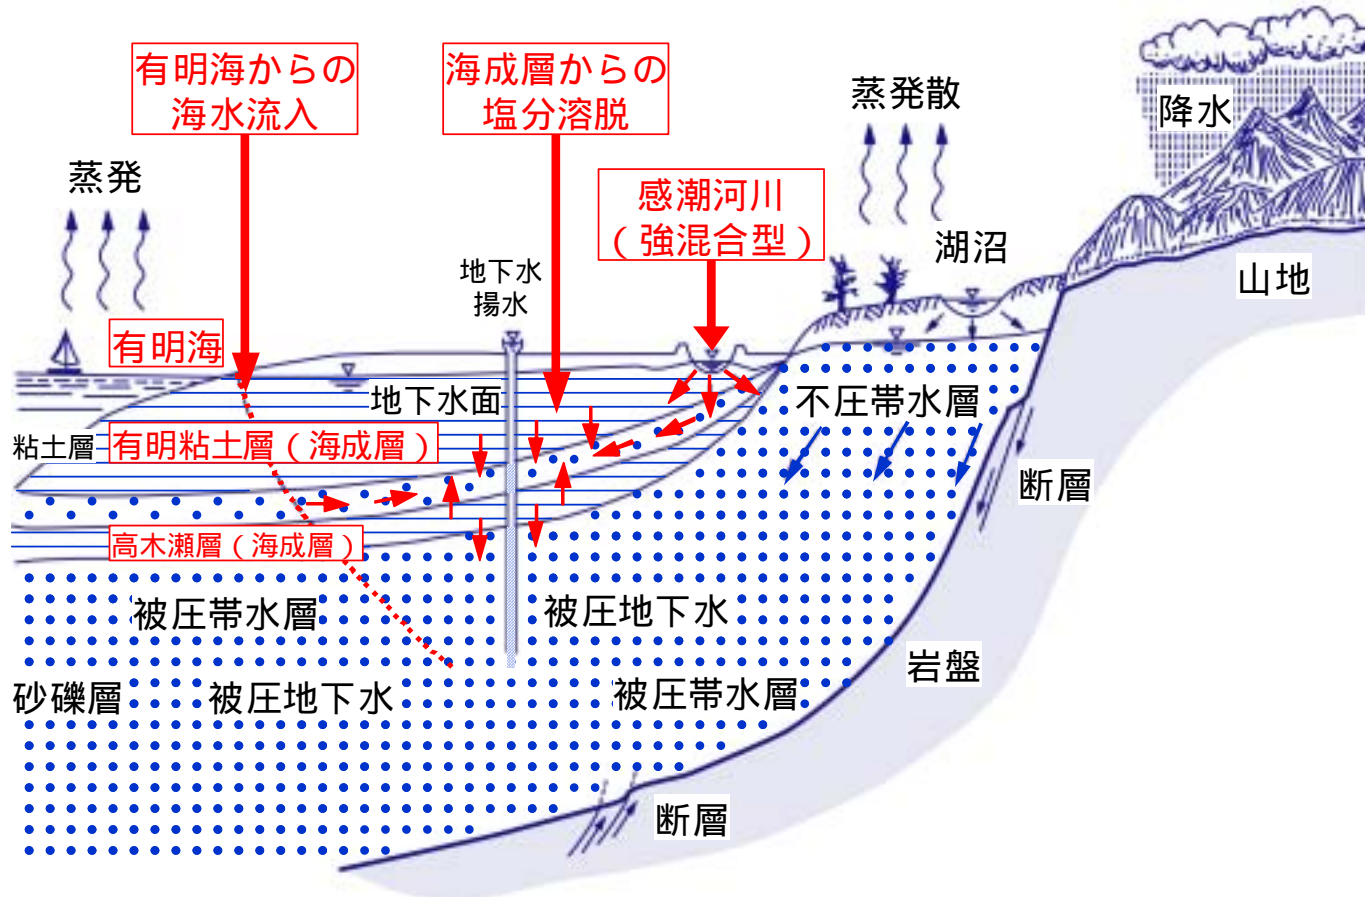 有明海からの
海水流入
海成層からの
塩分溶脱
蒸発散
降水
蒸発
感潮河川
(強混合型)
湖沼
地下水
揚水
山地
有明海
地下水面
不圧帯水層
粘土層
有明粘土層(海成層)
断層
高木瀬層(海成層)
被圧帯水層
被圧地下水
岩盤
砂礫層
被圧地下水
被圧帯水層
断層